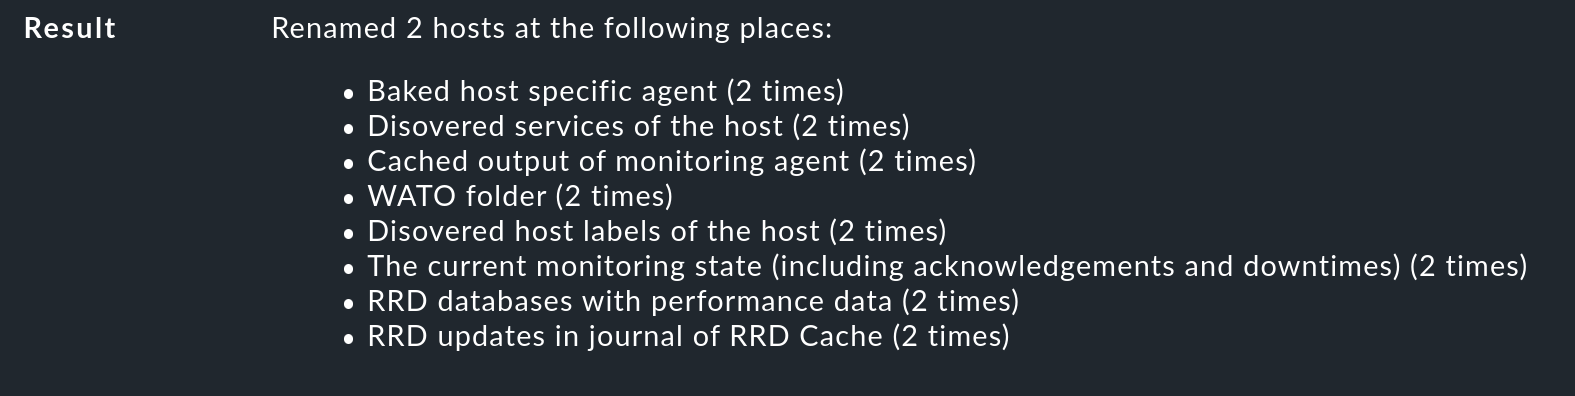 Result Renamed 2 hosts at the following places:
• Baked host specific agent (2 times)
• Disovered services of the host (2 times)
• Cached output of monitoring agent (2 times)
• WATO folder (2 times)
• Disovered host labels of the host (2 times)
• The current monitoring state (including acknowledgements and downtimes) (2 times)
• RRD databases with performance data (2 times)
• RRD updates in journal of RRD Cache (2 times)